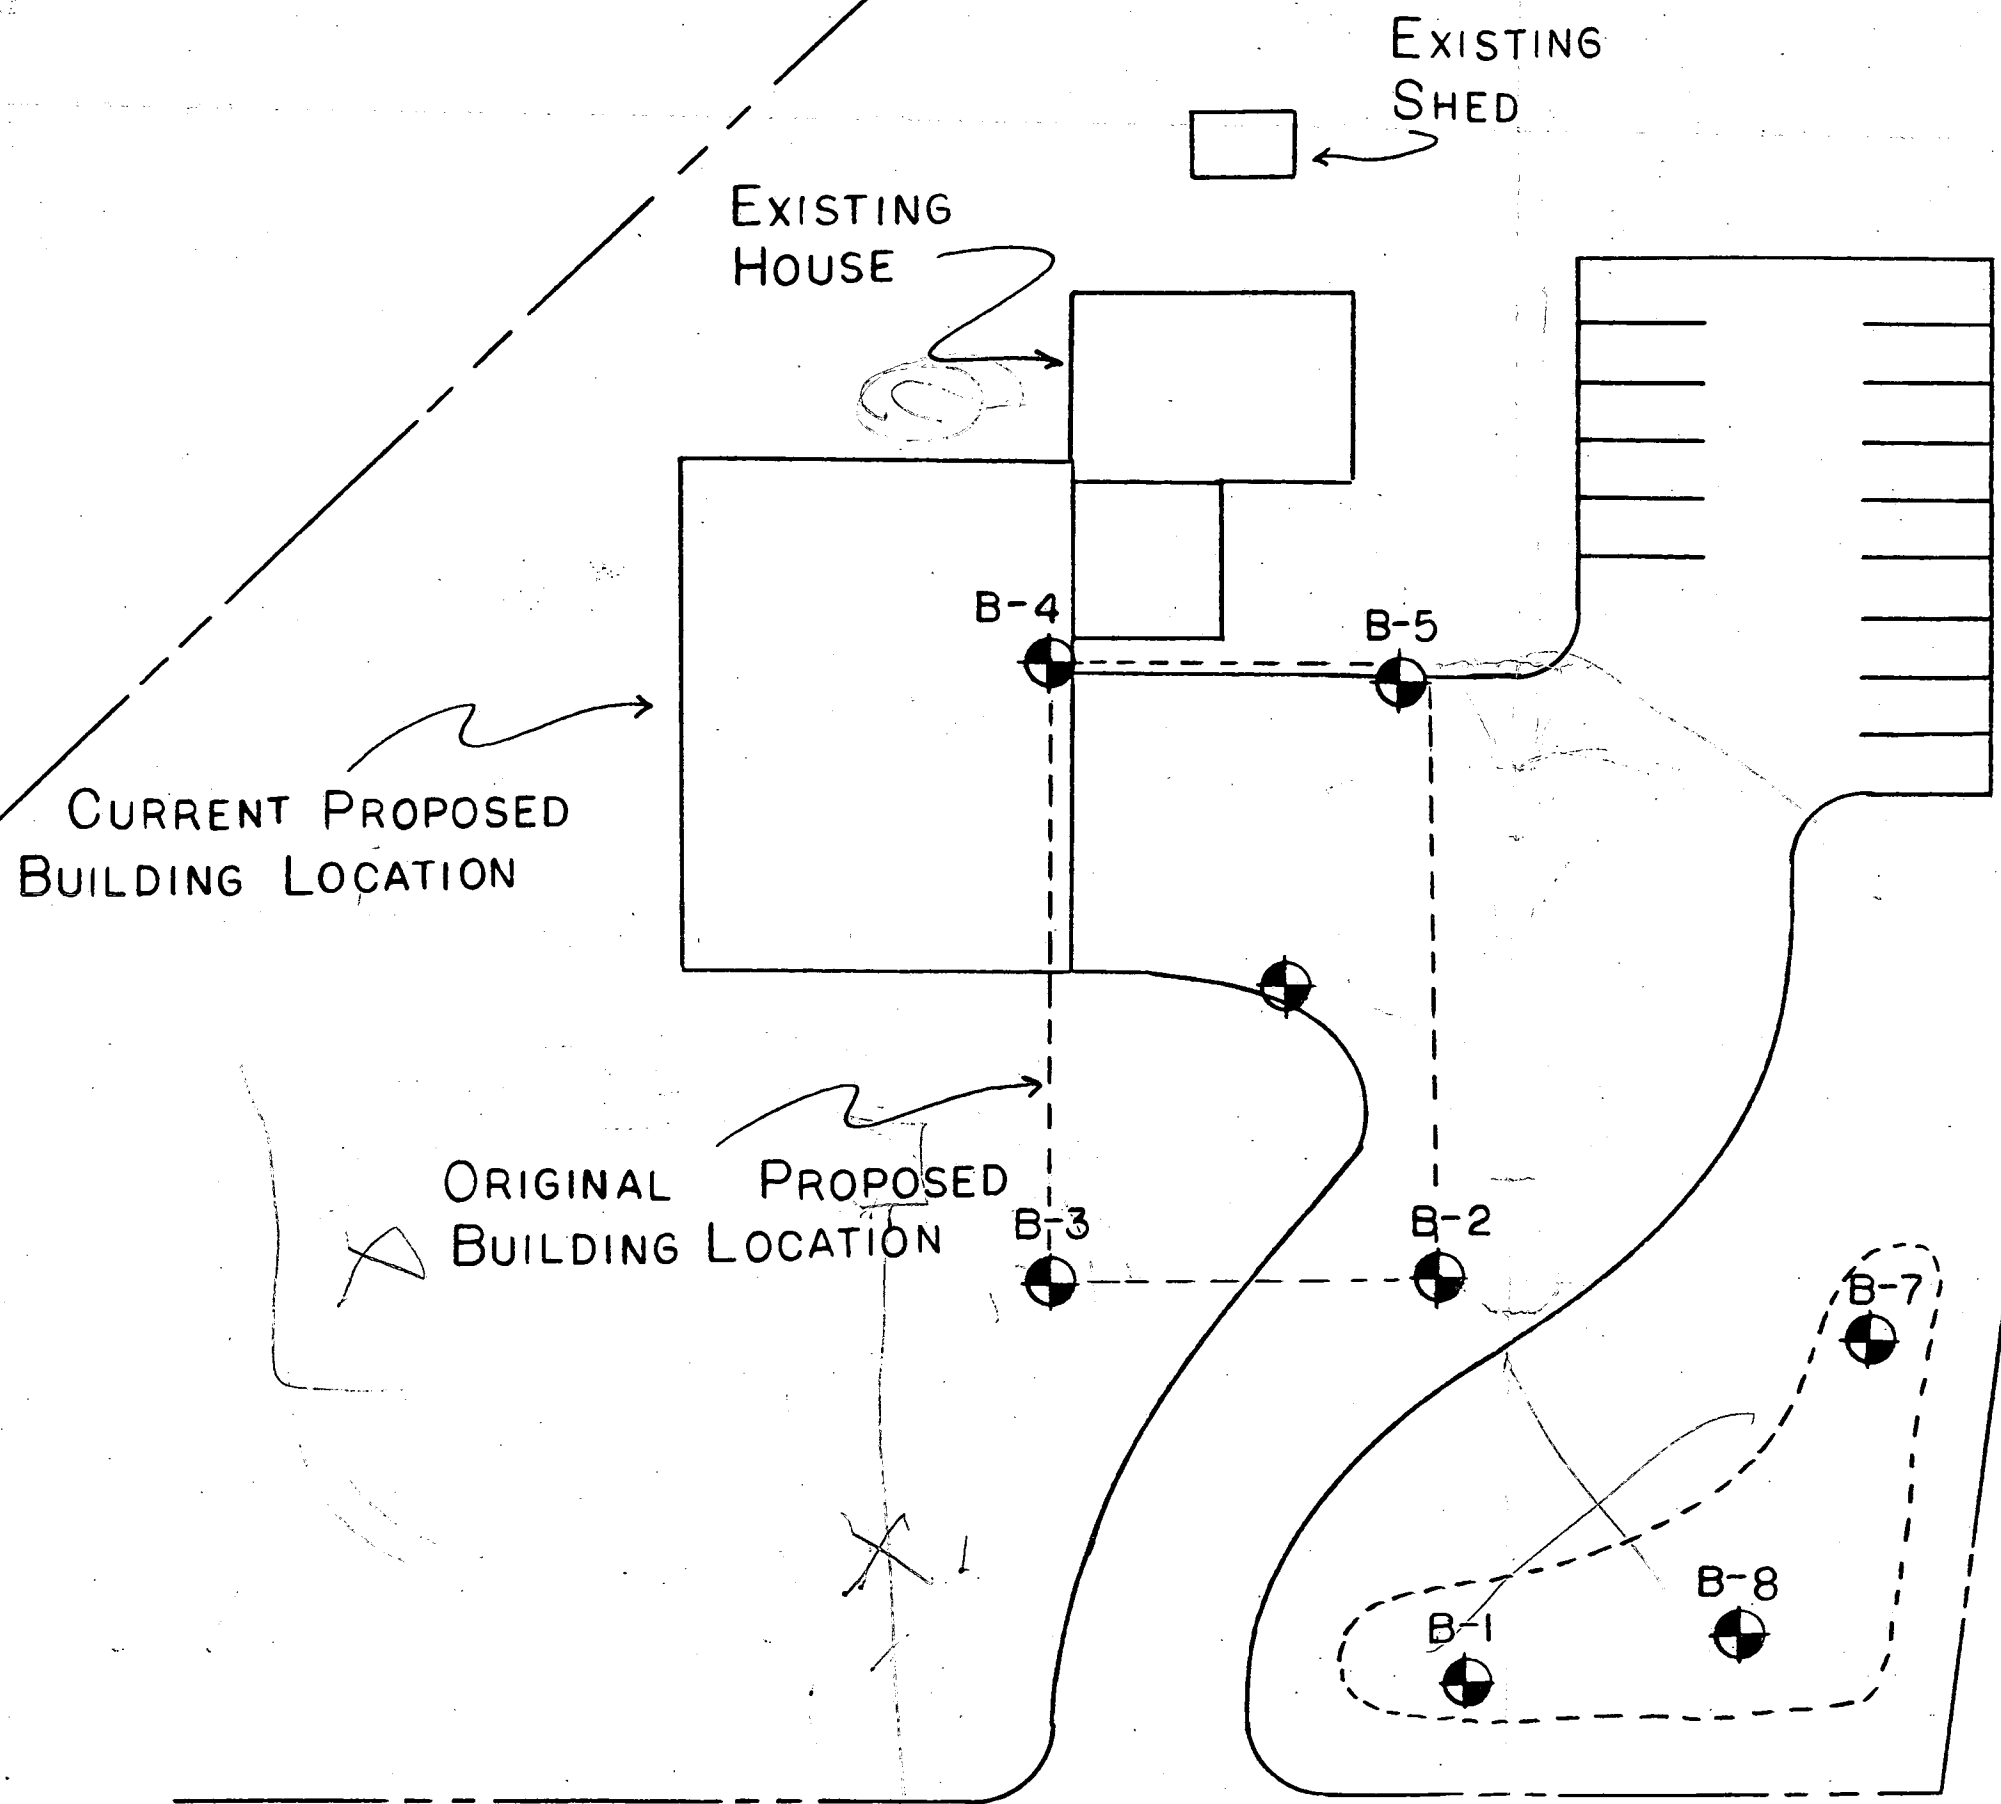 EXISTING
SHED
EXISTING
HOUSE
B-4
B-5
CURRENT PROPOSED
BUILDING LOCATION
ORIGINAL PROPOSED
BUILDING LOCATION
B-3
B-2
B-7
B-8
B-1